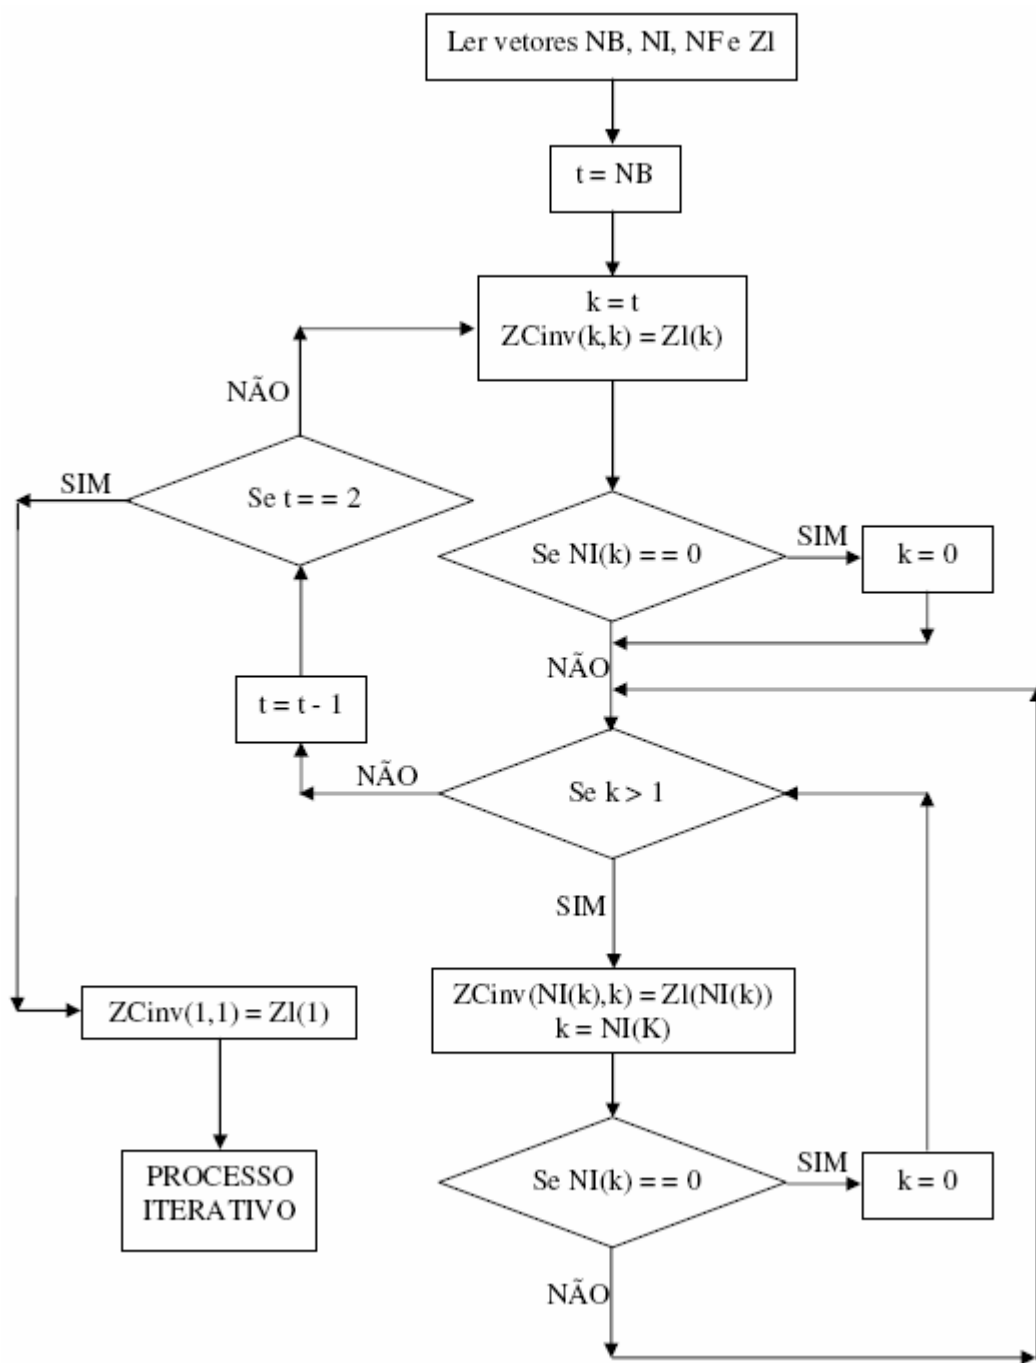 Ler vetores NB, NI, NF e Zl
t = NB
k = t
ZCinv(k,k) = Zl(k)
NÃO
SIM
Se t = = 2
Se NI(k) = = 0
SIM
k = 0
NÃO
t = t - 1
NÃO
Se k > 1
SIM
ZCinv(NI(k),k) = Zl(NI(k))
k = NI(K)
ZCinv(1,1) = Zl(1)
PROCESSO
ITERATIVO
Se NI(k) = = 0
SIM
k = 0
NÃO